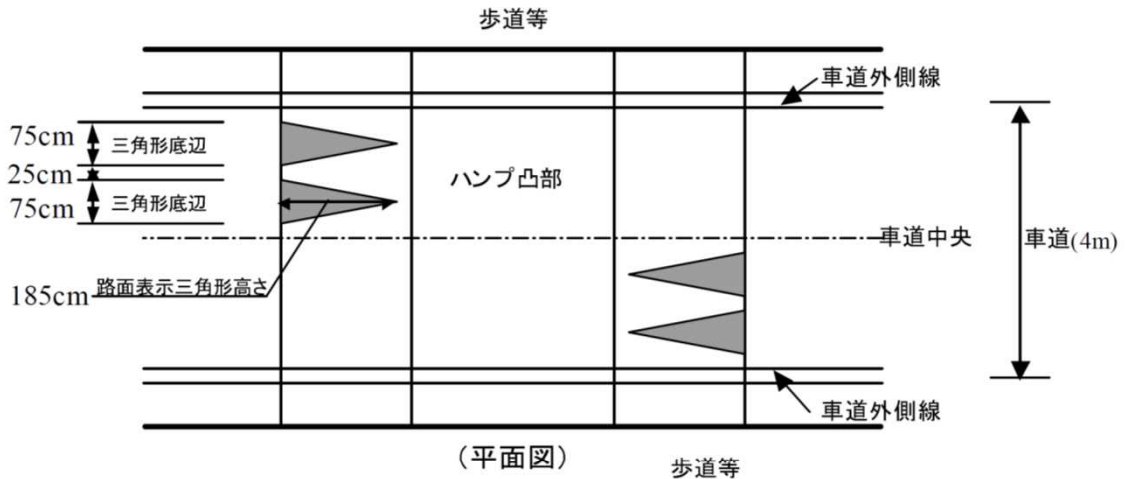 歩道等
車道外側線
75cm
三角形底辺
25cm
ハンプ凸部
75cm
三角形底辺
車道中央
車道(4m)
185cm
路面表示三角形高さ
車道外側線
（平面図）
歩道等